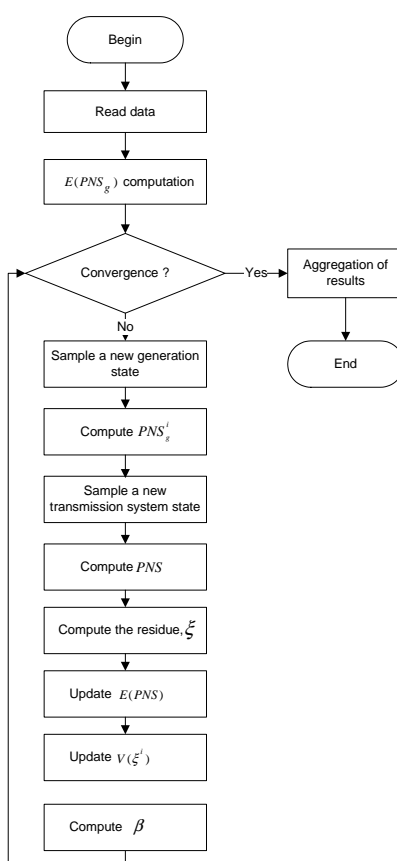 Begin
Read data
E(PNS_g) computation
Convergence ?
Yes
Aggregation of
results
End
No
Sample a new generation
state
Compute PNS_g^i
Sample a new
transmission system state
Compute PNS
Compute the residue, ξ
Update E(PNS)
Update V(ξ^i)
Compute β